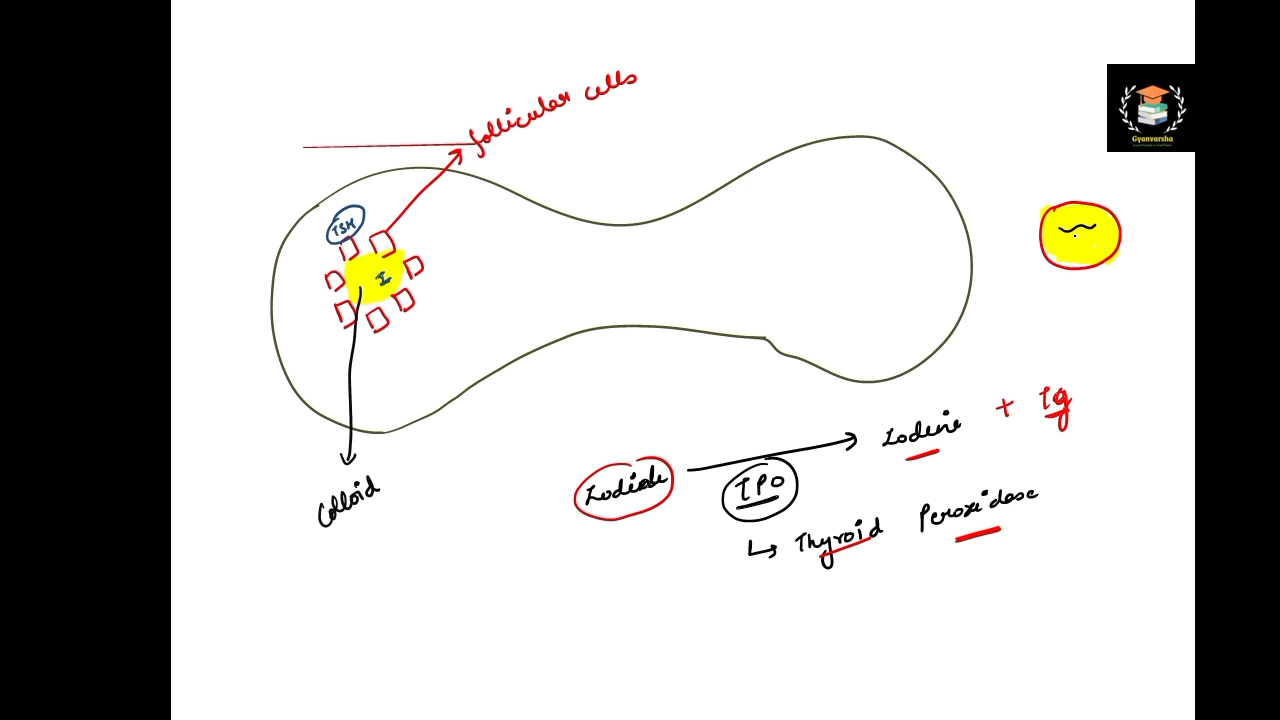 follicular cells
Gyanvarsha
TSH
I
Iodide
TPO
Iodine + Tg
Thyroid Peroxidase
Colloid